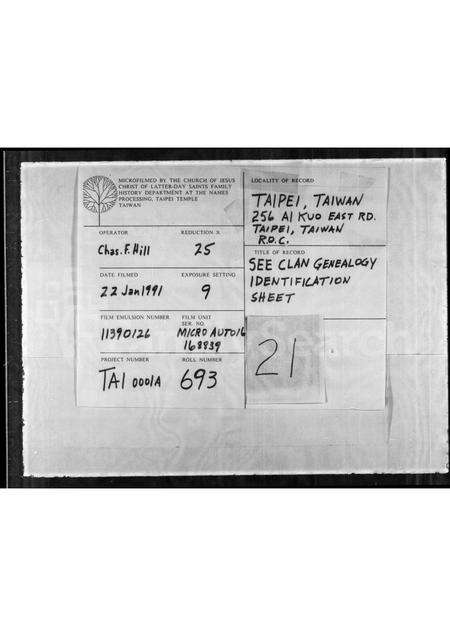 MICROFILMED BY THE CHURCH OF JESUS
CHRIST OF LATTER-DAY SAINTS FAMILY
HISTORY DEPARTMENT AT THE NAMES
PROCESSING, TAIPEI TEMPLE
TAIWAN
OPERATOR REDUCTION X
Chas. F. Hill 25
DATE FILMED EXPOSURE SETTING
22 Jan 1991 9
FILM EMULSION NUMBER FILM UNIT
SER. NO.
11390126 MICRO AUTO16
168839
PROJECT NUMBER ROLL NUMBER
TAI 0001A 693
LOCALITY OF RECORD
TAIPEI, TAIWAN
256 AI KUO EAST RD.
TAIPEI, TAIWAN
R.O.C.
TITLE OF RECORD
SEE CLAN GENEALOGY
IDENTIFICATION
SHEET
21